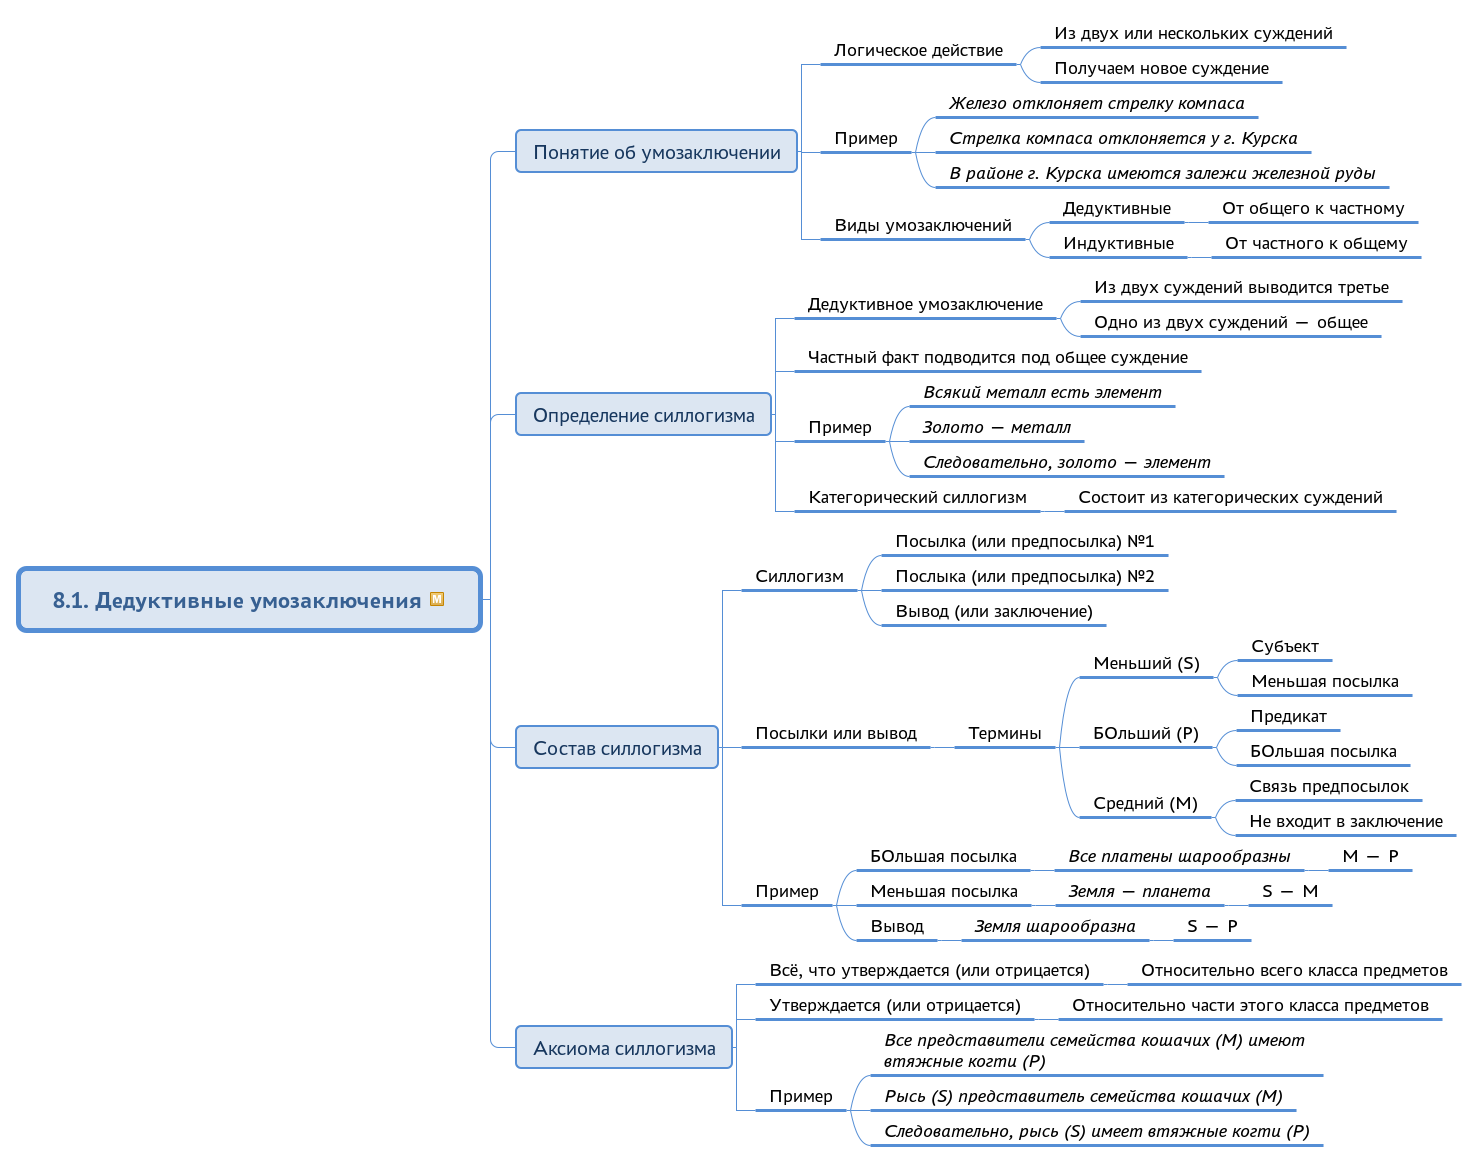 8.1. Дедуктивные умозаключения
M
Понятие об умозаключении
Логическое действие
Из двух или нескольких суждений
Получаем новое суждение
Пример
Железо отклоняет стрелку компаса
Стрелка компаса отклоняется у г. Курска
В районе г. Курска имеются залежи железной руды
Виды умозаключений
Дедуктивные
От общего к частному
Индуктивные
От частного к общему
Определение силлогизма
Дедуктивное умозаключение
Из двух суждений выводится третье
Одно из двух суждений — общее
Частный факт подводится под общее суждение
Пример
Всякий металл есть элемент
Золото — металл
Следовательно, золото — элемент
Категорический силлогизм
Состоит из категорических суждений
Состав силлогизма
Силлогизм
Посылка (или предпосылка) №1
Послыка (или предпосылка) №2
Вывод (или заключение)
Посылки или вывод
Термины
Меньший (S)
Субъект
Меньшая посылка
БОльший (P)
Предикат
БОльшая посылка
Средний (M)
Связь предпосылок
Не входит в заключение
Пример
БОльшая посылка
Все платены шарообразны
M — P
Меньшая посылка
Земля — планета
S — M
Вывод
Земля шарообразна
S — P
Аксиома силлогизма
Всё, что утверждается (или отрицается)
Относительно всего класса предметов
Утверждается (или отрицается)
Относительно части этого класса предметов
Пример
Все представители семейства кошачих (M) имеют
втяжные когти (P)
Рысь (S) представитель семейства кошачих (M)
Следовательно, рысь (S) имеет втяжные когти (P)